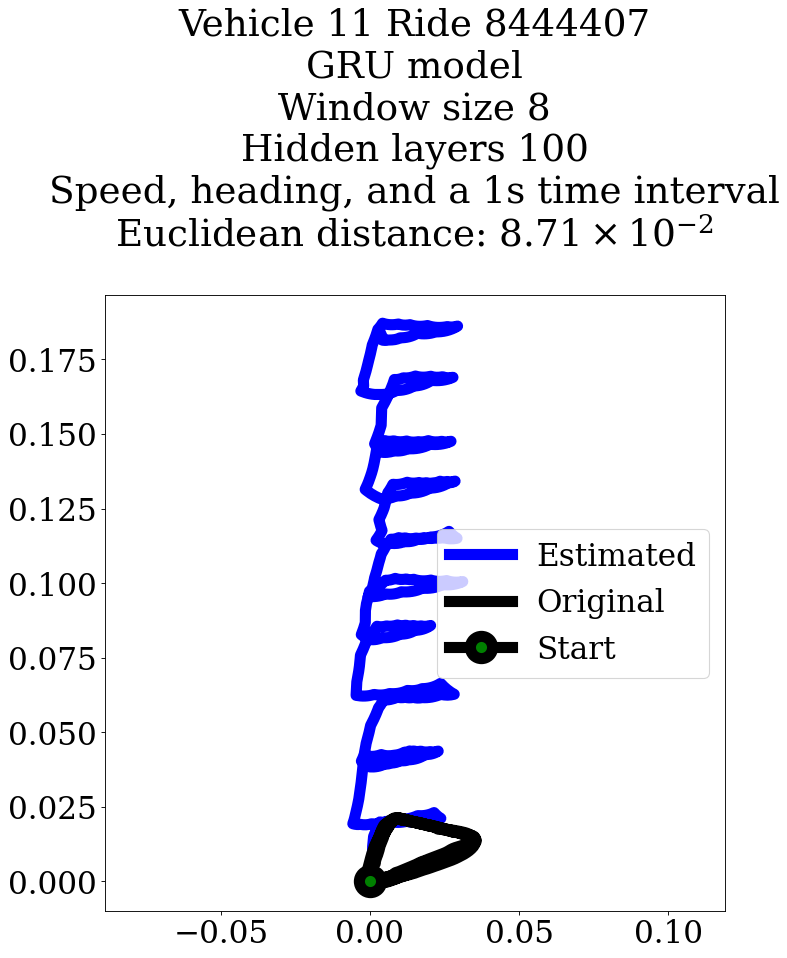 Vehicle 11 Ride 8444407
GRU model
Window size 8
Hidden layers 100
Speed, heading, and a 1s time interval
Euclidean distance: 8.71 × 10⁻²
0.175
0.150
0.125
0.100
0.075
0.050
0.025
0.000
Estimated
Original
Start
−0.05
0.00
0.05
0.10